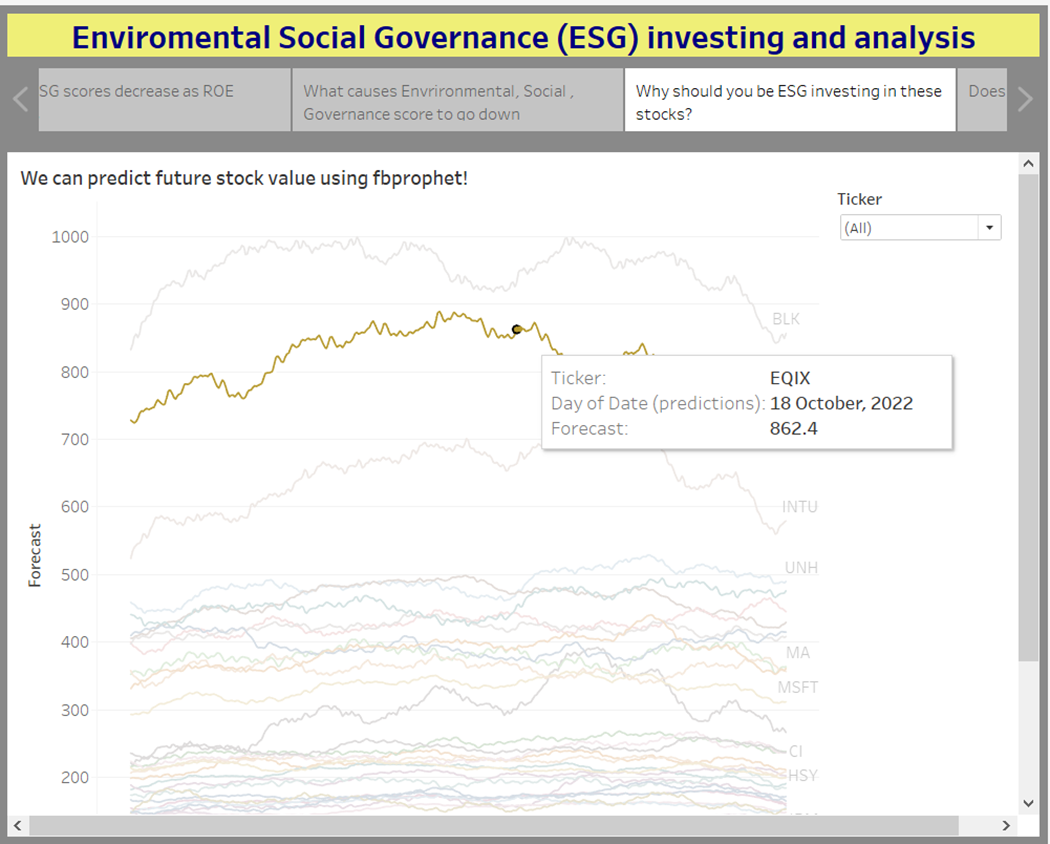 Enviromental Social Governance (ESG) investing and analysis
SG scores decrease as ROE
What causes Envrironmental, Social ,
Governance score to go down
Why should you be ESG investing in these
stocks?
Does
We can predict future stock value using fbprophet!
Ticker
(All)
1000
900
800
700
600
500
400
300
200
Forecast
BLK
Ticker: EQIX
Day of Date (predictions): 18 October, 2022
Forecast: 862.4
INTU
UNH
MA
MSFT
CI
HSY